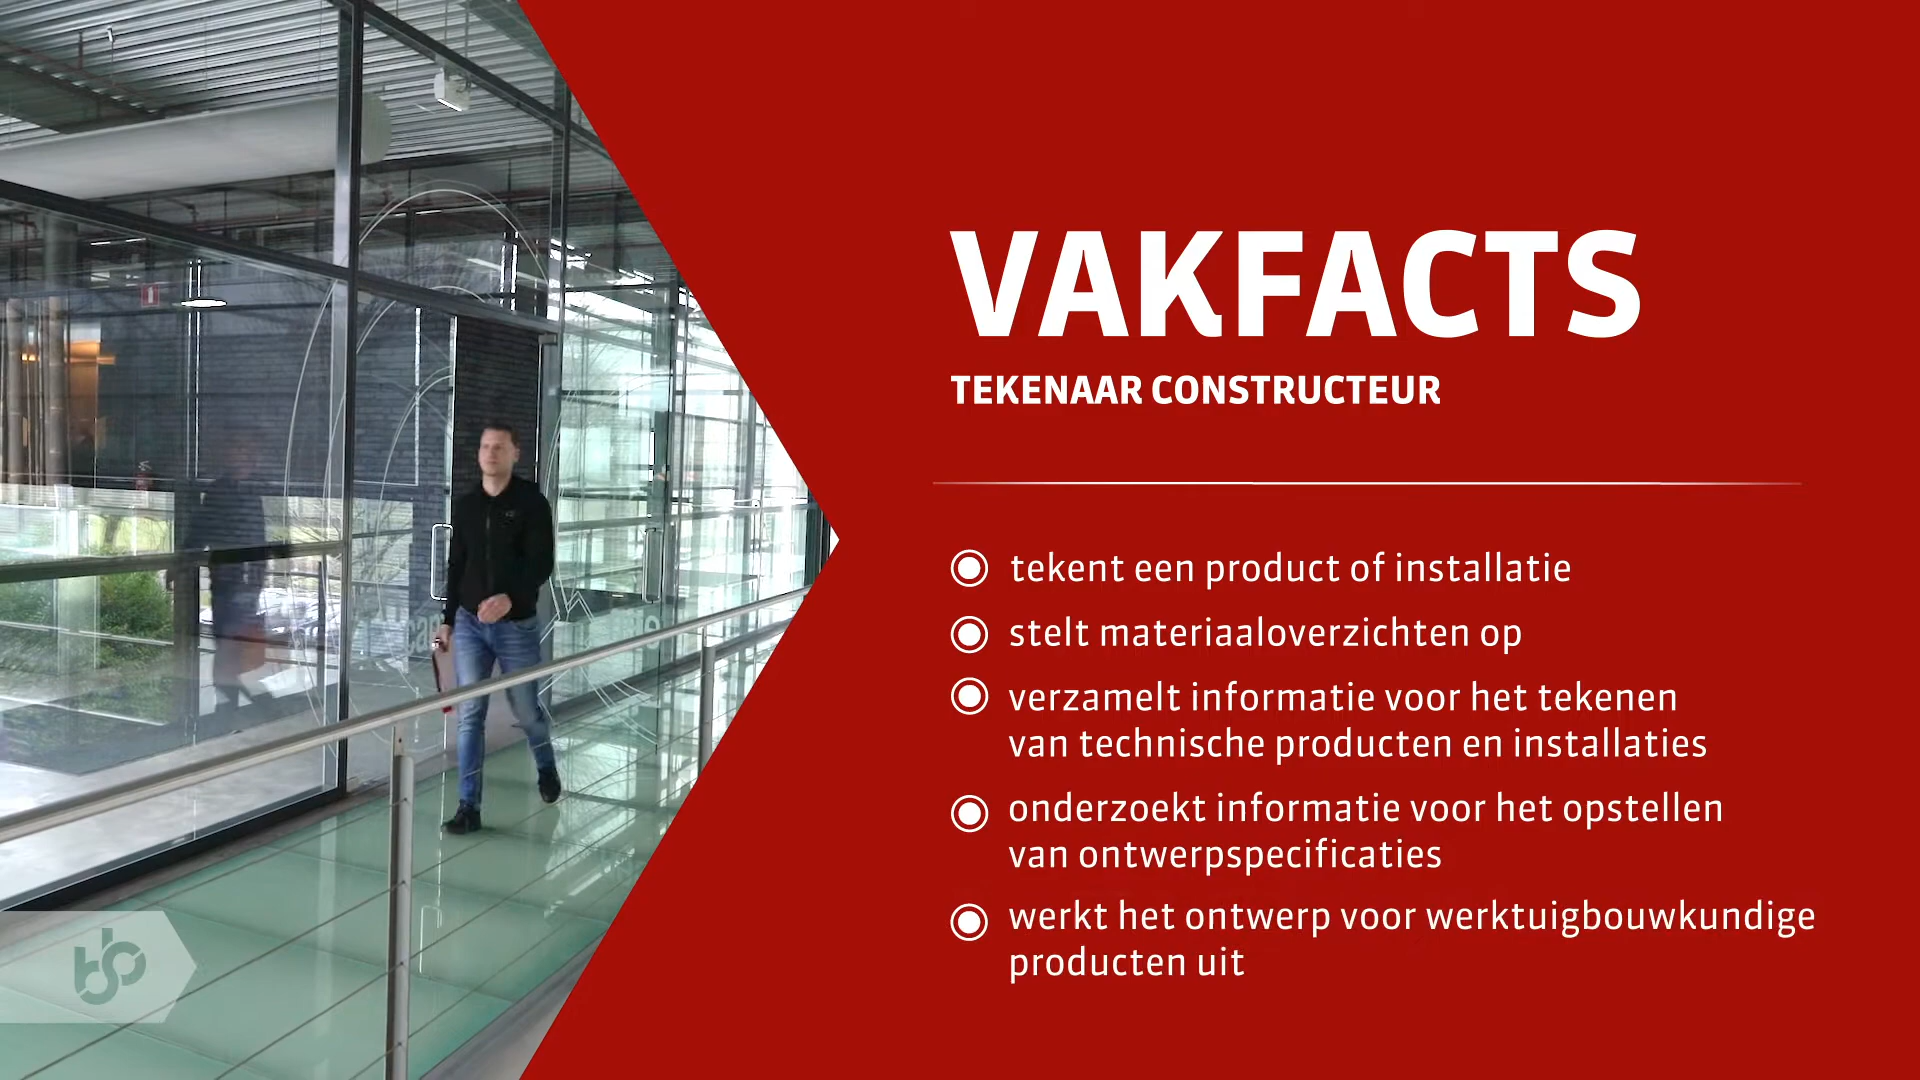 VAKFACTS
TEKENAAR CONSTRUCTEUR
tekent een product of installatie
stelt materiaaloverzichten op
verzamelt informatie voor het tekenen
van technische producten en installaties
onderzoekt informatie voor het opstellen
van ontwerpspecificaties
werkt het ontwerp voor werktuigbouwkundige
producten uit